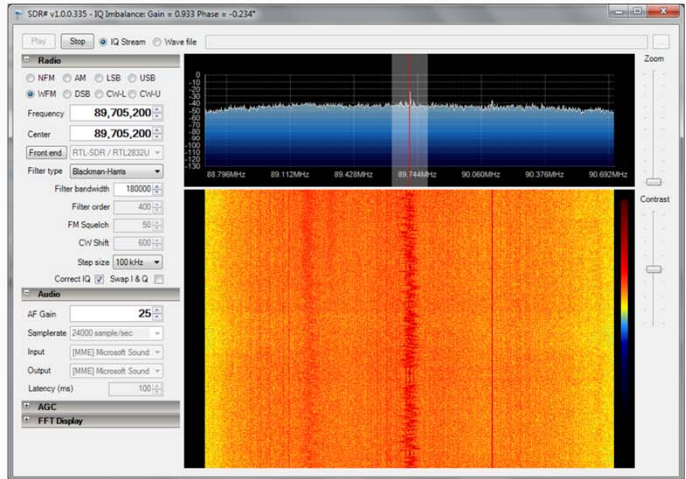 SDR# v1.0.0.335 - IQ Imbalance: Gain = 0.933 Phase = -0.234°
Play Stop IQ Stream Wave file ...
Radio
NFM AM LSB USB
WFM DSB CW-L CW-U
Frequency 89,705,200
Center 89,705,200
Front end RTL-SDR / RTL2832U
Filter type Blackman-Harris
Filter bandwidth 180000
Filter order 400
FM Squelch 50
CW Shift 600
Step size 100 kHz
Correct IQ Swap I & Q
Audio
AF Gain 25
Samplerate 24000 sample/sec
Input [MME] Microsoft Sound
Output [MME] Microsoft Sound
Latency (ms) 100
AGC
FFT Display
0
-10
-20
-30
-40
-50
-60
-70
-80
-90
-100
-110
-120
-130
88.796MHz 89.112MHz 89.428MHz 89.744MHz 90.060MHz 90.376MHz 90.692MHz
Zoom
Contrast